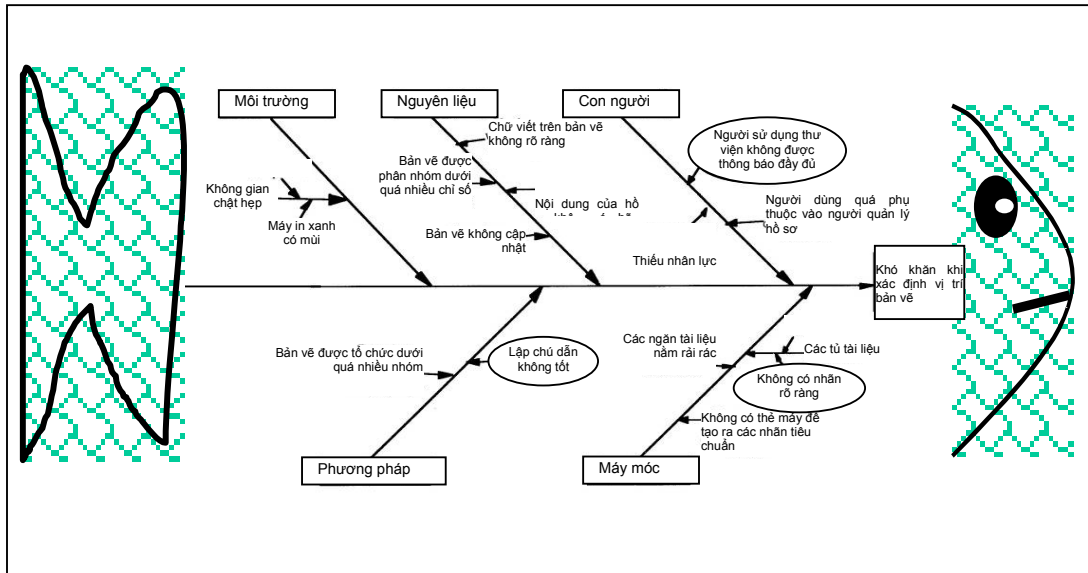 Môi trường
Nguyên liệu
Con người
Chữ viết trên bản vẽ
không rõ ràng
Bản vẽ được
phân nhóm dưới
quá nhiều chỉ số
Nội dung của hồ
Bản vẽ không cập
nhật
Không gian
chật hẹp
Máy in xanh
có mùi
Người sử dụng thư
viện không được
thông báo đầy đủ
Người dùng quá phụ
thuộc vào người quản lý
hồ sơ
Thiếu nhân lực
Khó khăn khi
xác định vị trí
bản vẽ
Bản vẽ được tổ chức dưới
quá nhiều nhóm
Lập chú dẫn
không tốt
Các ngăn tài liệu
nằm rải rác
Các tủ tài liệu
Không có nhãn
rõ ràng
Không có thẻ máy để
tạo ra các nhãn tiêu
chuẩn
Phương pháp
Máy móc